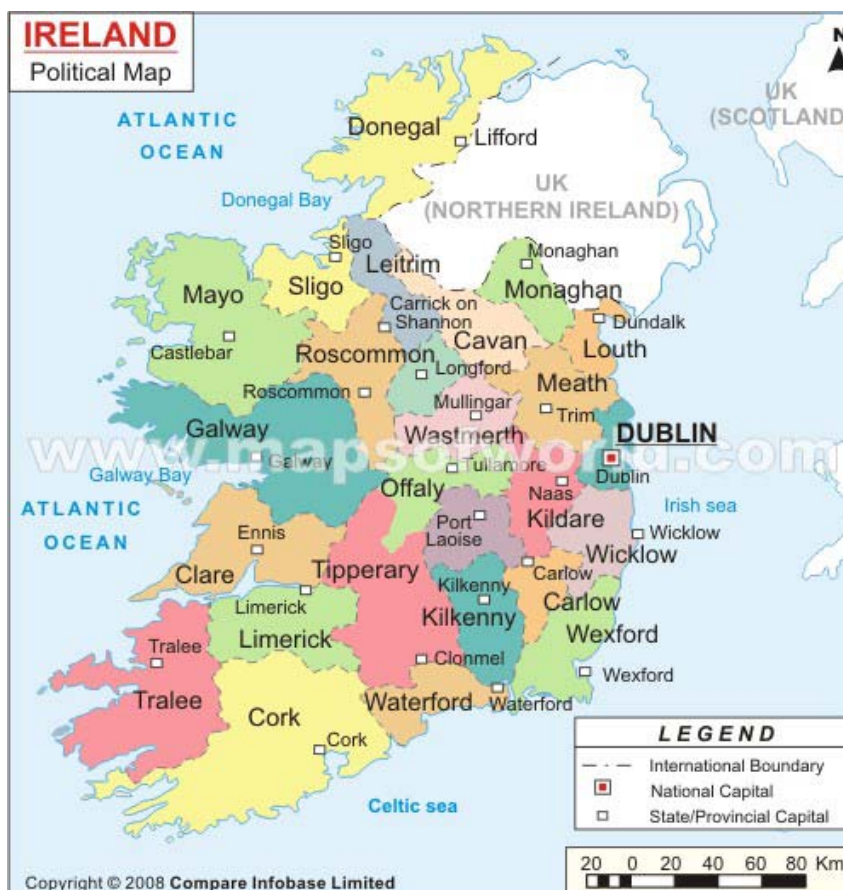 IRELAND
Political Map
N
ATLANTIC
OCEAN
UK
(SCOTLAND)
Donegal
Lifford
Donegal Bay
UK
(NORTHERN IRELAND)
Sligo
Leitrim
Monaghan
Mayo
Sligo
Monaghan
Carrick on
Shannon
Dundalk
Castlebar
Roscommon
Cavan
Louth
Longford
Meath
Roscommon
Mullingar
Trim
Galway
Wastmerth
DUBLIN
www.mapsofworld.com
Galway Bay
Galway
Tullamore
Dublin
Offaly
Naas
Irish sea
ATLANTIC
OCEAN
Ennis
Port
Laoise
Kildare
Wicklow
Clare
Tipperary
Wicklow
Carlow
Kilkenny
Limerick
Carlow
Limerick
Kilkenny
Wexford
Tralee
Clonmel
Wexford
Tralee
Waterford
Waterford
Cork
Cork
Celtic sea
LEGEND
International Boundary
National Capital
State/Provincial Capital
20 0 20 40 60 80 Km
Copyright © 2008 Compare Infobase Limited